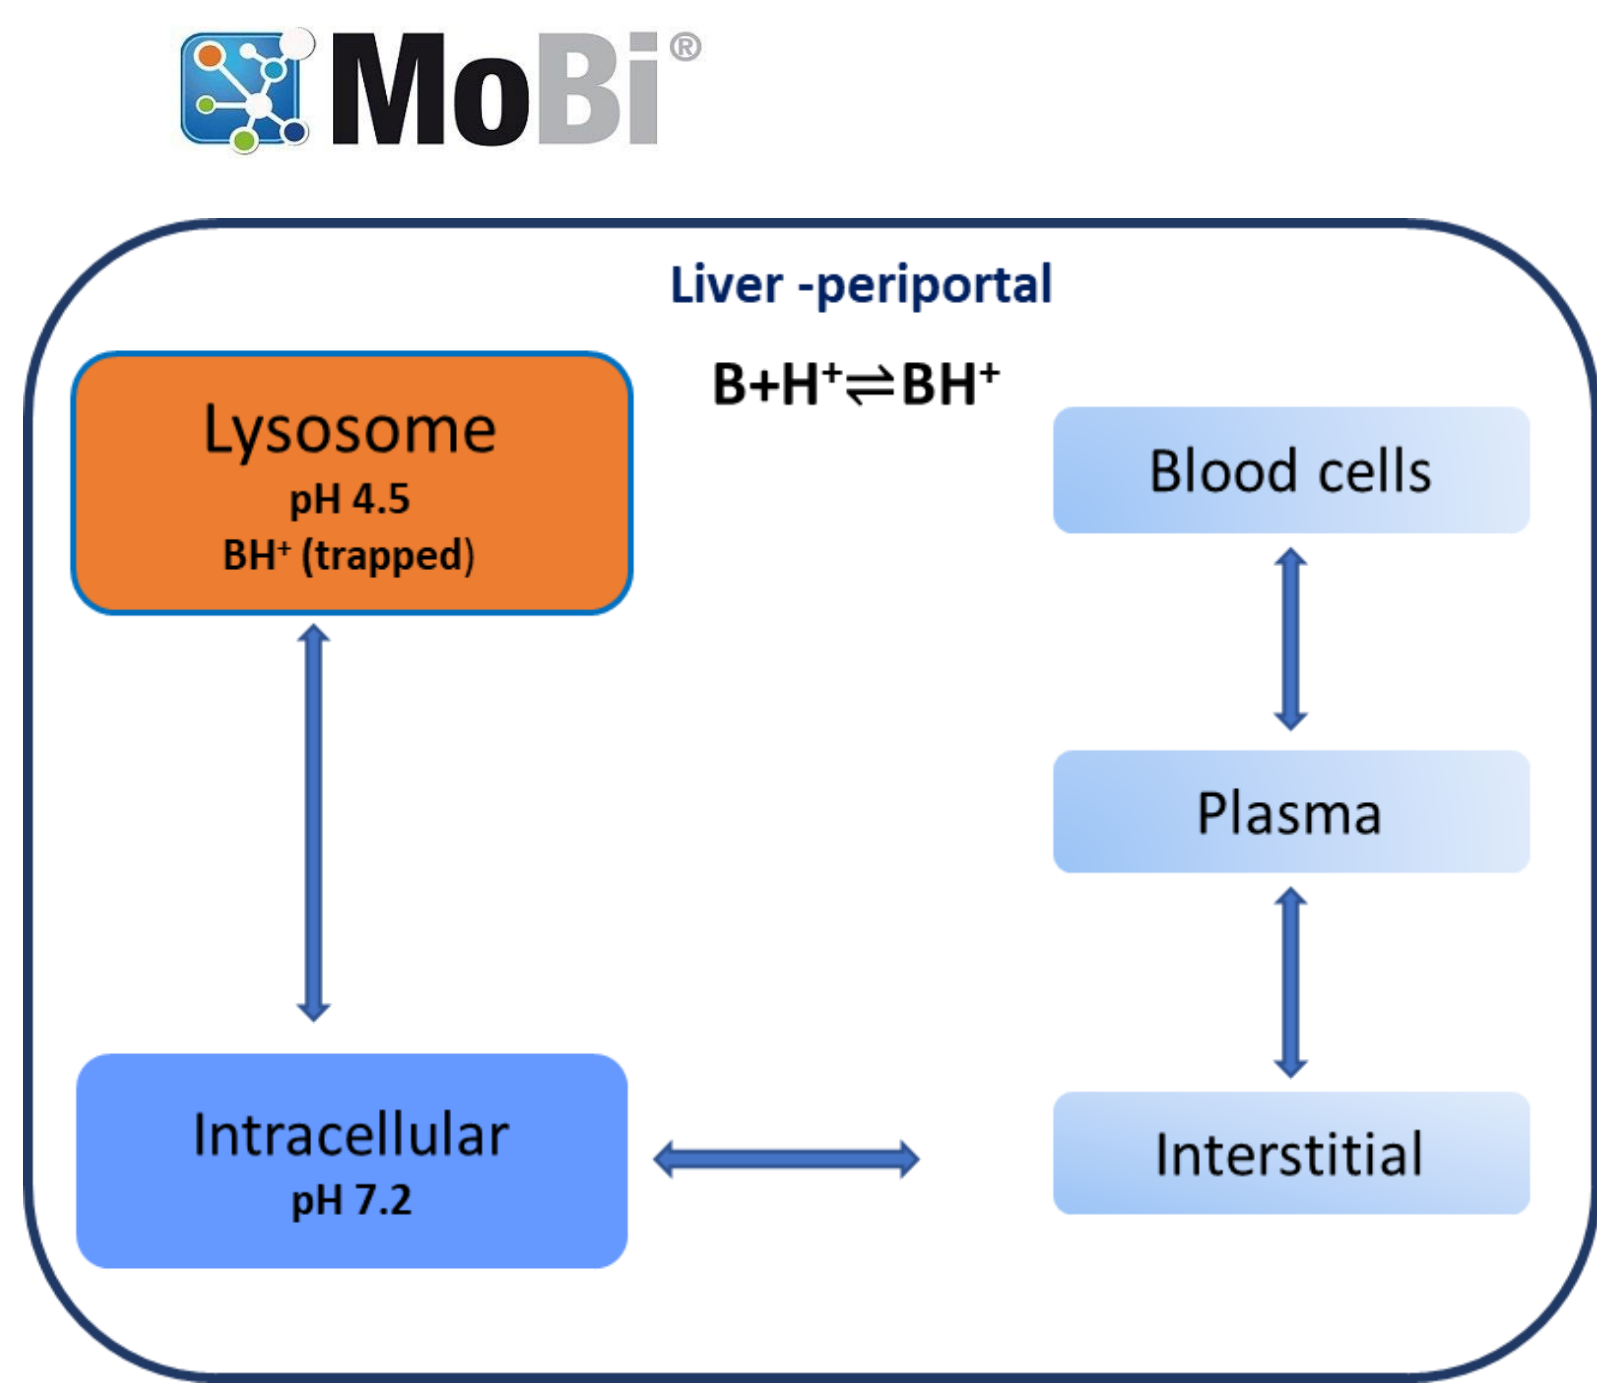 MoBi®
Liver -periportal
B+H⁺⇌BH⁺
Lysosome
pH 4.5
BH⁺ (trapped)
Blood cells
Plasma
Intracellular
pH 7.2
Interstitial